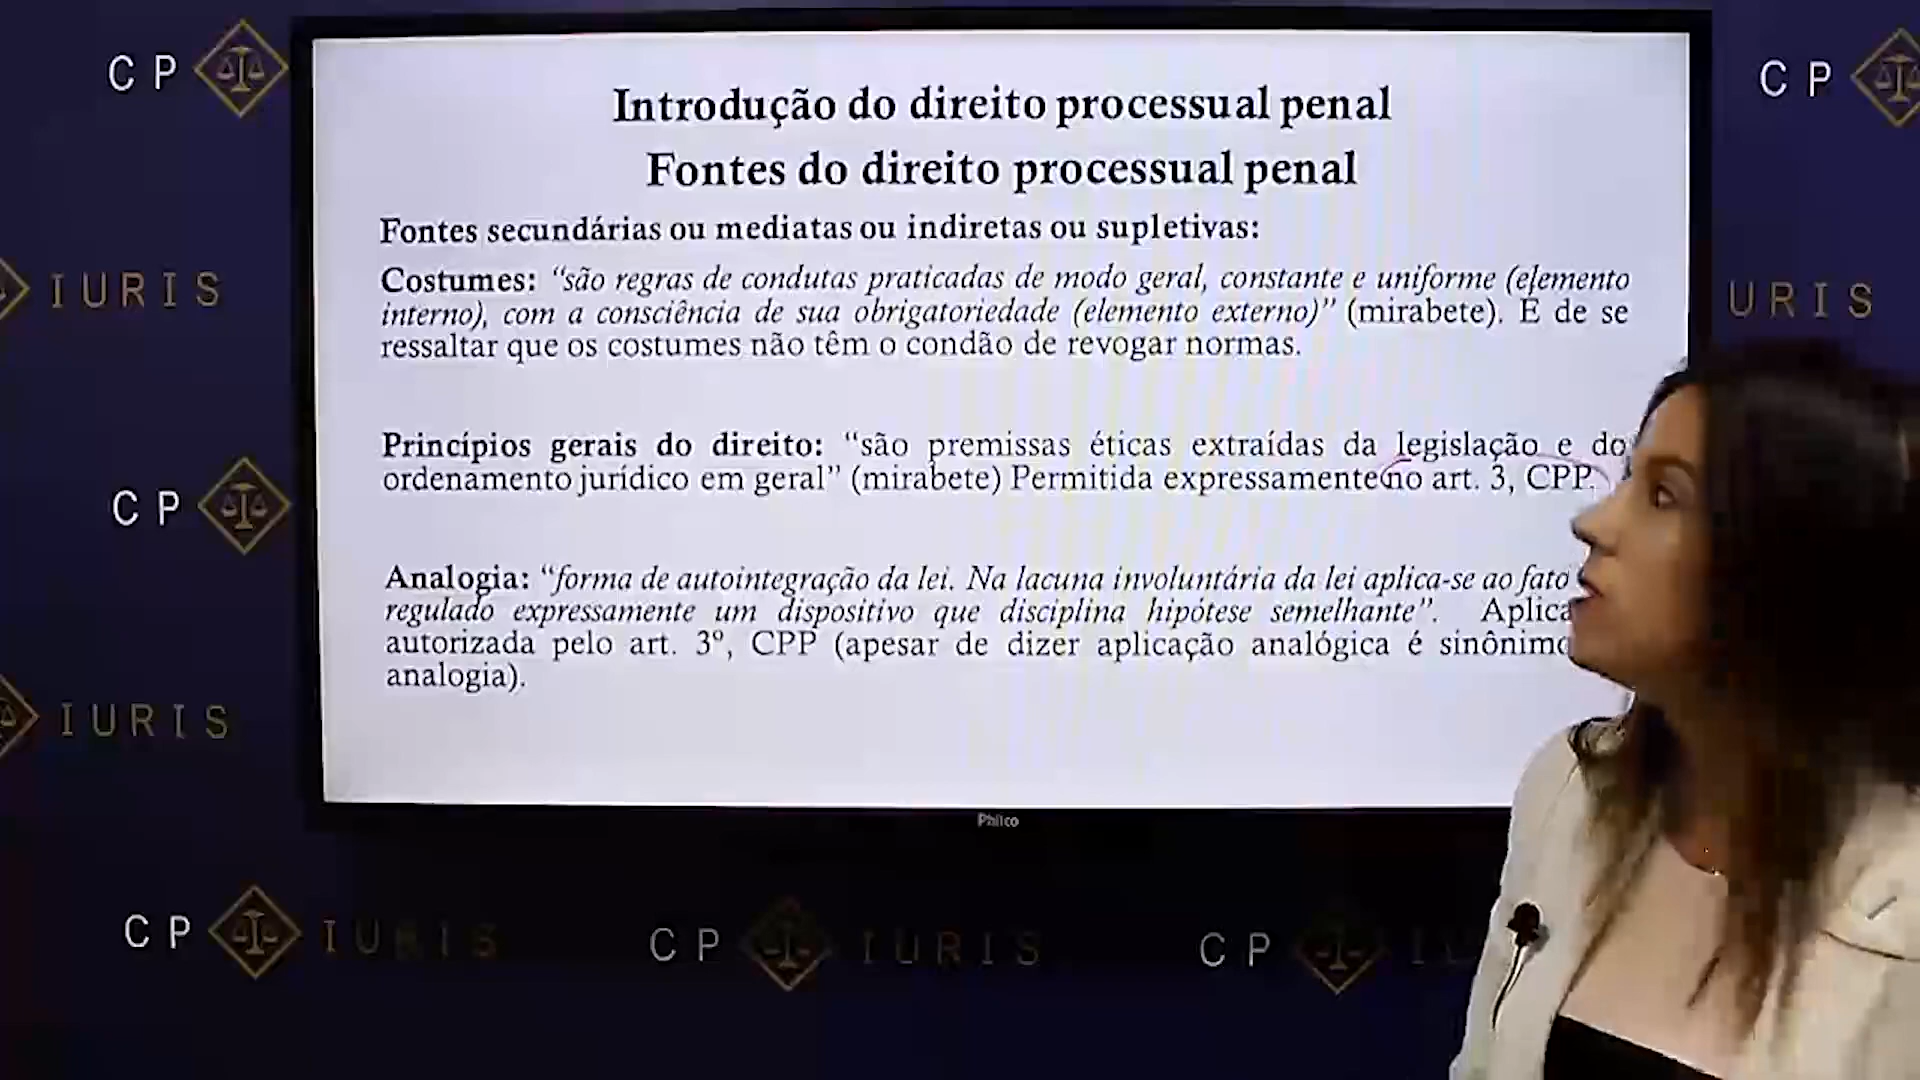 CP
CP
Introdução do direito processual penal
Fontes do direito processual penal
Fontes secundárias ou mediatas ou indiretas ou supletivas:
Costumes: “são regras de condutas praticadas de modo geral, constante e uniforme (elemento
interno), com a consciência de sua obrigatoriedade (elemento externo)” (mirabete). É de se
ressaltar que os costumes não têm o condão de revogar normas.
IURIS
URIS
Princípios gerais do direito: “são premissas éticas extraídas da legislação e do
ordenamento jurídico em geral” (mirabete) Permitida expressamente no art. 3, CPP.
CP
Analogia: “forma de autointegração da lei. Na lacuna involuntária da lei aplica-se ao fato
regulado expressamente um dispositivo que disciplina hipótese semelhante”. Aplica
autorizada pelo art. 3º, CPP (apesar de dizer aplicação analógica é sinônimo
analogia).
IURIS
Philco
CP IURIS
CP IURIS
CP IU